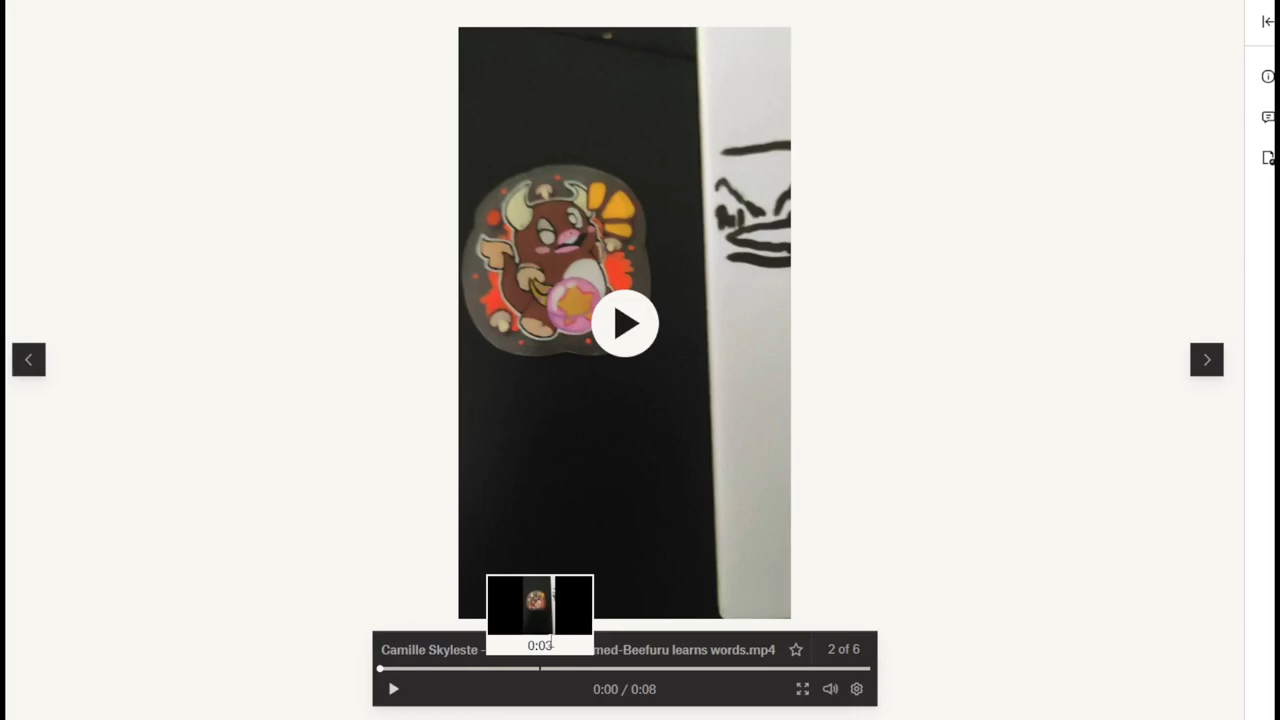 0:03
Camille Skyleste -
med-Beefuru learns words.mp4
2 of 6
0:00 / 0:08